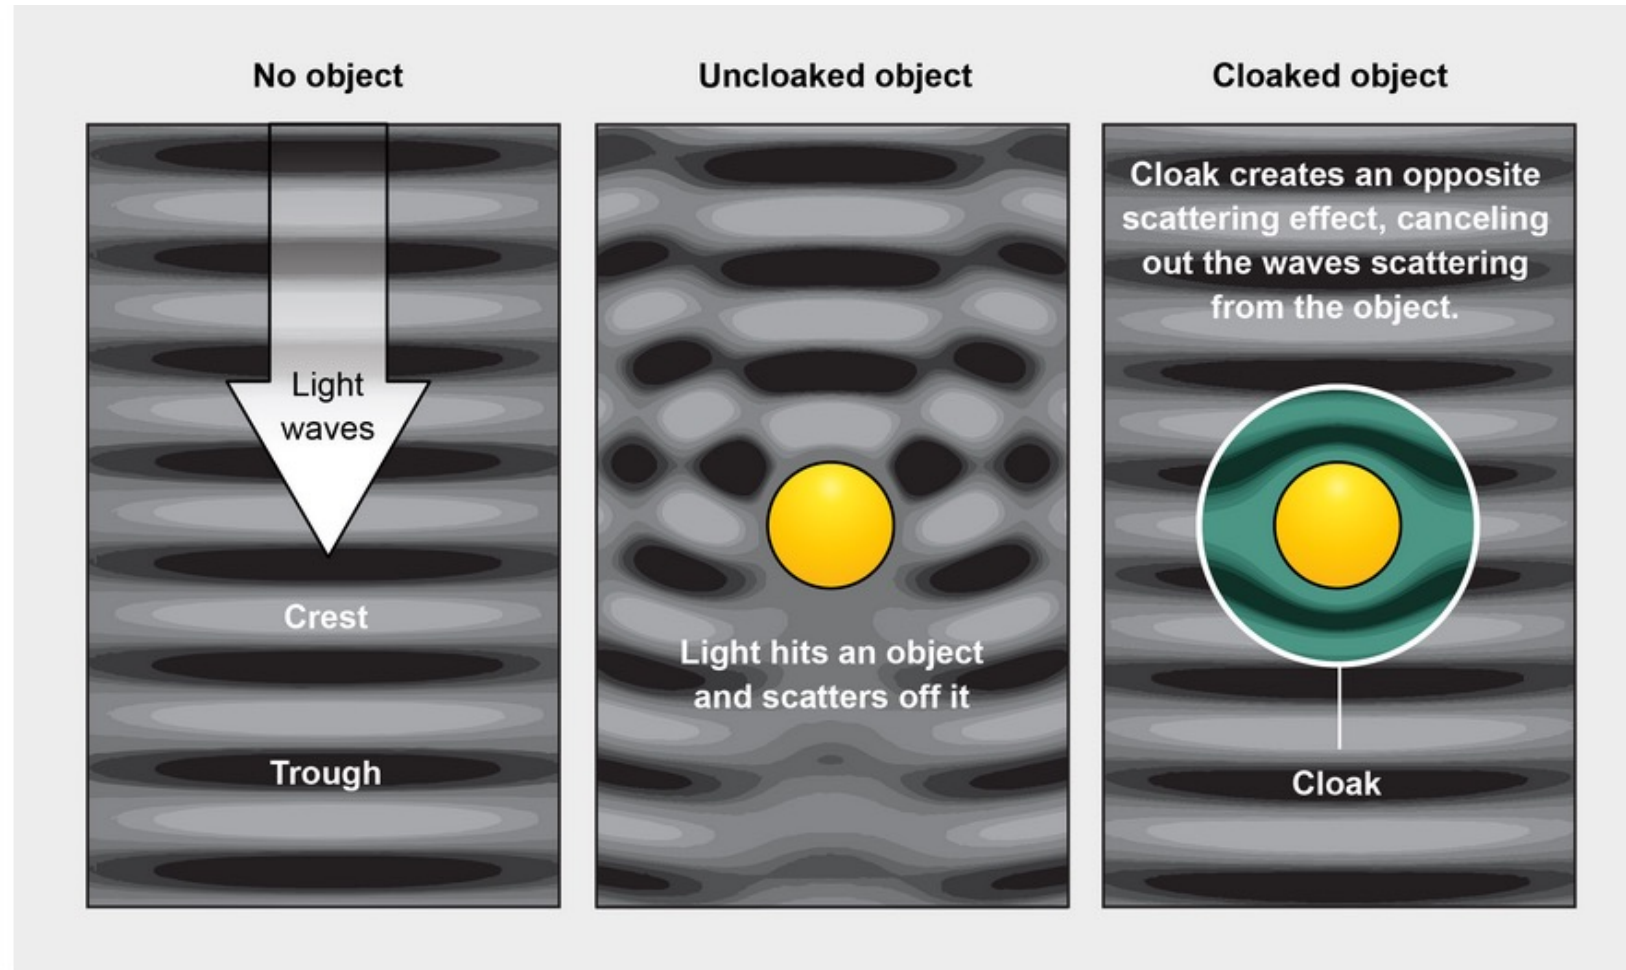 No object
Uncloaked object
Cloaked object
Light
waves
Crest
Trough
Light hits an object
and scatters off it
Cloak creates an opposite
scattering effect, canceling
out the waves scattering
from the object.
Cloak